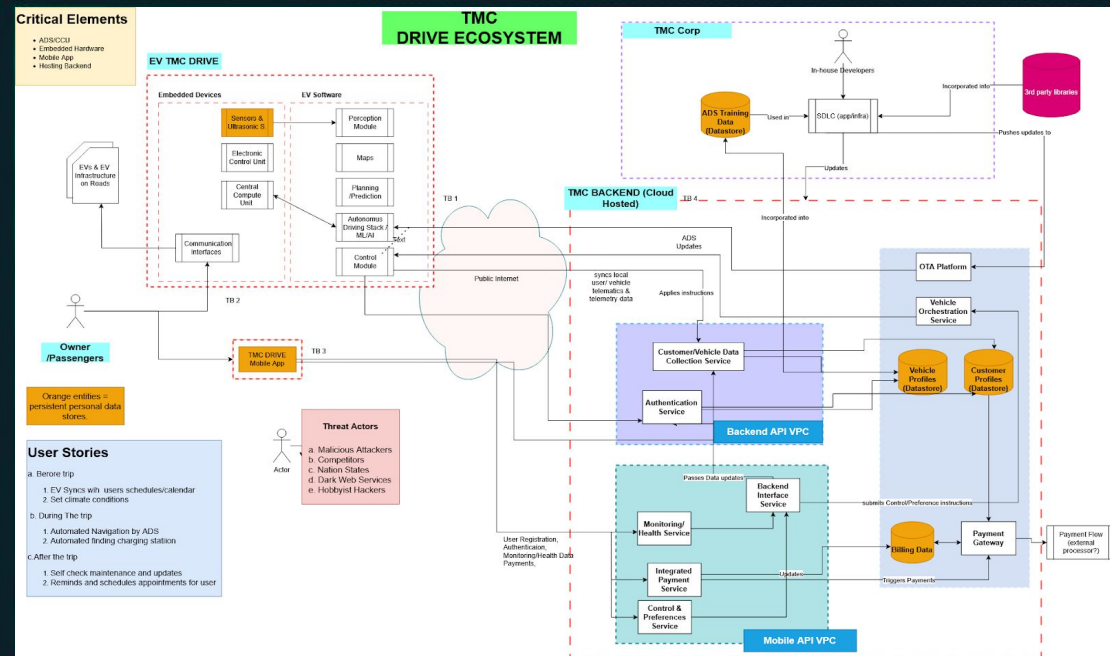 Critical Elements
ADS/CCU
Embedded Hardware
Mobile App
Hosting Backend
TMC
DRIVE ECOSYSTEM
TMC Corp
In-house Developers
ADS Training
Data
(Datastore)
Used in
SDLC (app/infra)
Incorporated into
3rd party libraries
Pushes updates to
Updates
EV TMC DRIVE
Embedded Devices
EV Software
Sensors &
Ultrasonic S.
Perception
Module
Electronic
Control Unit
Maps
Central
Compute
Unit
Planning
/Prediction
Autonomus
Driving Stack /
ML/AI
Text
Communication
Interfaces
Control
Module
EVs & EV
Infrastructure
on Roads
TB 1
TB 2
Owner
/Passengers
TMC DRIVE
Mobile App
TB 3
Public Internet
Orange entities =
persistent personal data
stores.
User Stories
a. Berore trip
1. EV Syncs wih users schedules/calendar
2. Set climate conditions
b. During The trip
1. Automated Navigation by ADS
2. Automated finding charging statiion
c.After the trip
1. Self check maintenance and updates
2. Reminds and schedules appointments for user
Actor
Threat Actors
a. Malicious Attackers
b. Competitors
c. Nation States
d. Dark Web Services
e. Hobbyist Hackers
TMC BACKEND (Cloud
Hosted)
TB 4
Incorporated into
ADS
Updates
syncs local
user/ vehicle
telematics &
telemetry data
Applies instructions
OTA Platform
Vehicle
Orchestration
Service
Customer/Vehicle Data
Collection Service
Authentication
Service
Backend API VPC
Vehicle
Profiles
(Datastore)
Customer
Profiles
(Datastore)
Passes Data updates
Backend
Interface
Service
submits Control/Preference instructions
Monitoring/
Health Service
User Registration,
Authenticaion,
Monitoring/Health Data
Payments,
Integrated
Payment
Service
Updates
Control &
Preferences
Service
Mobile API VPC
Billing Data
Triggers Payments
Payment
Gateway
Payment Flow
(external
processor?)